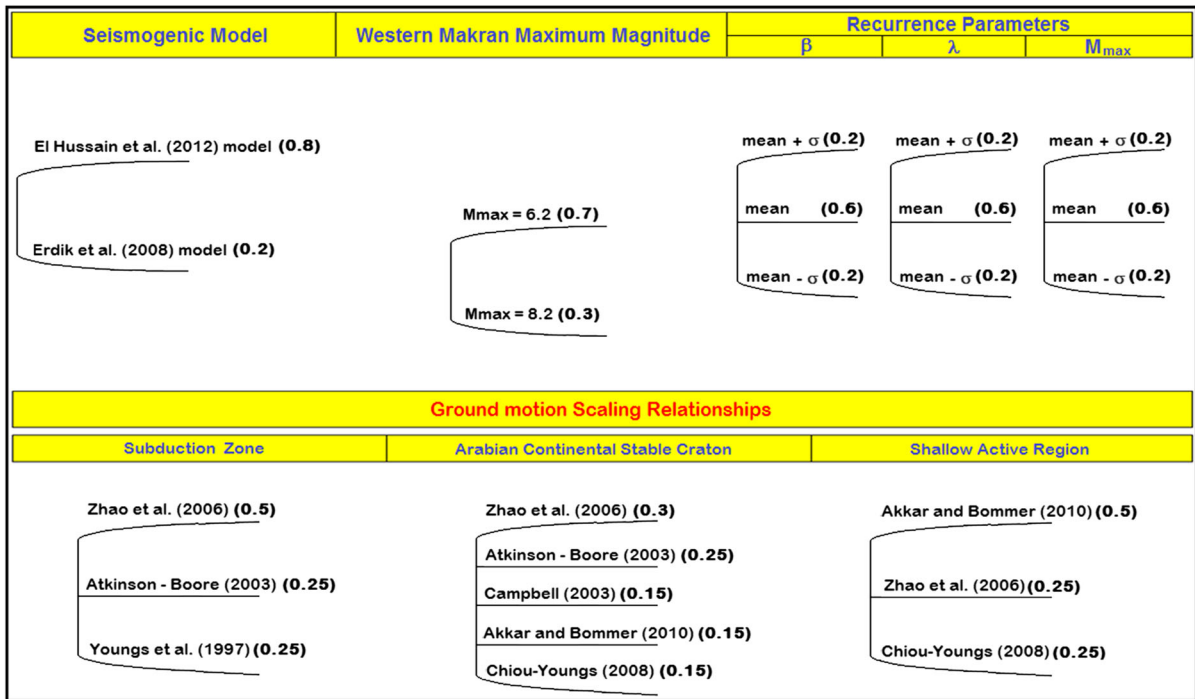 Seismogenic Model
Western Makran Maximum Magnitude
Recurrence Parameters
β
λ
Mmax
El Hussain et al. (2012) model (0.8)
Erdik et al. (2008) model (0.2)
Mmax = 6.2 (0.7)
Mmax = 8.2 (0.3)
mean + σ (0.2)
mean (0.6)
mean - σ (0.2)
mean + σ (0.2)
mean (0.6)
mean - σ (0.2)
mean + σ (0.2)
mean (0.6)
mean - σ (0.2)
Ground motion Scaling Relationships
Subduction Zone
Arabian Continental Stable Craton
Shallow Active Region
Zhao et al. (2006) (0.5)
Atkinson - Boore (2003) (0.25)
Youngs et al. (1997) (0.25)
Zhao et al. (2006) (0.3)
Atkinson - Boore (2003) (0.25)
Campbell (2003) (0.15)
Akkar and Bommer (2010) (0.15)
Chiou-Youngs (2008) (0.15)
Akkar and Bommer (2010) (0.5)
Zhao et al. (2006) (0.25)
Chiou-Youngs (2008) (0.25)